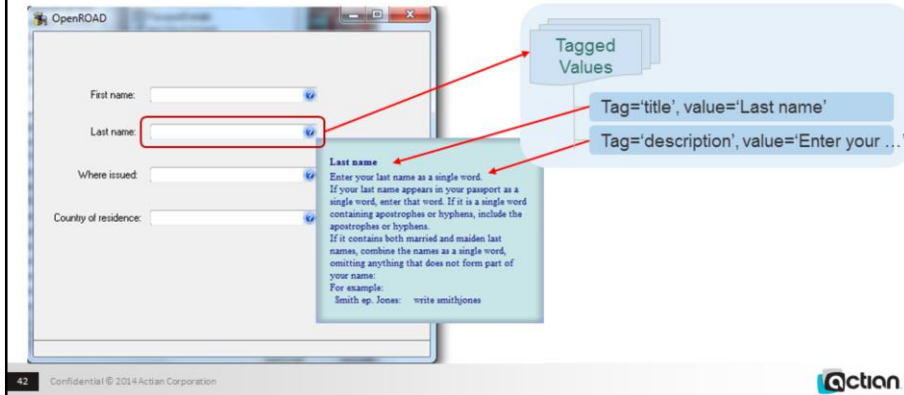 OpenROAD
First name:
Last name:
Where issued:
Country of residence:
Tagged
Values
Tag=‘title’, value=‘Last name’
Tag=‘description’, value=‘Enter your …’
Last name
Enter your last name as a single word.
If your last name appears in your passport as a
single word, enter that word. If it is a single word
containing apostrophes or hyphens, include the
apostrophes or hyphens.
If it contains both married and maiden last
names, combine the names as a single word,
omitting anything that does not form part of
your name:
For example:
Smith ep. Jones: write smithjones
42 Confidential © 2014 Actian Corporation
actian